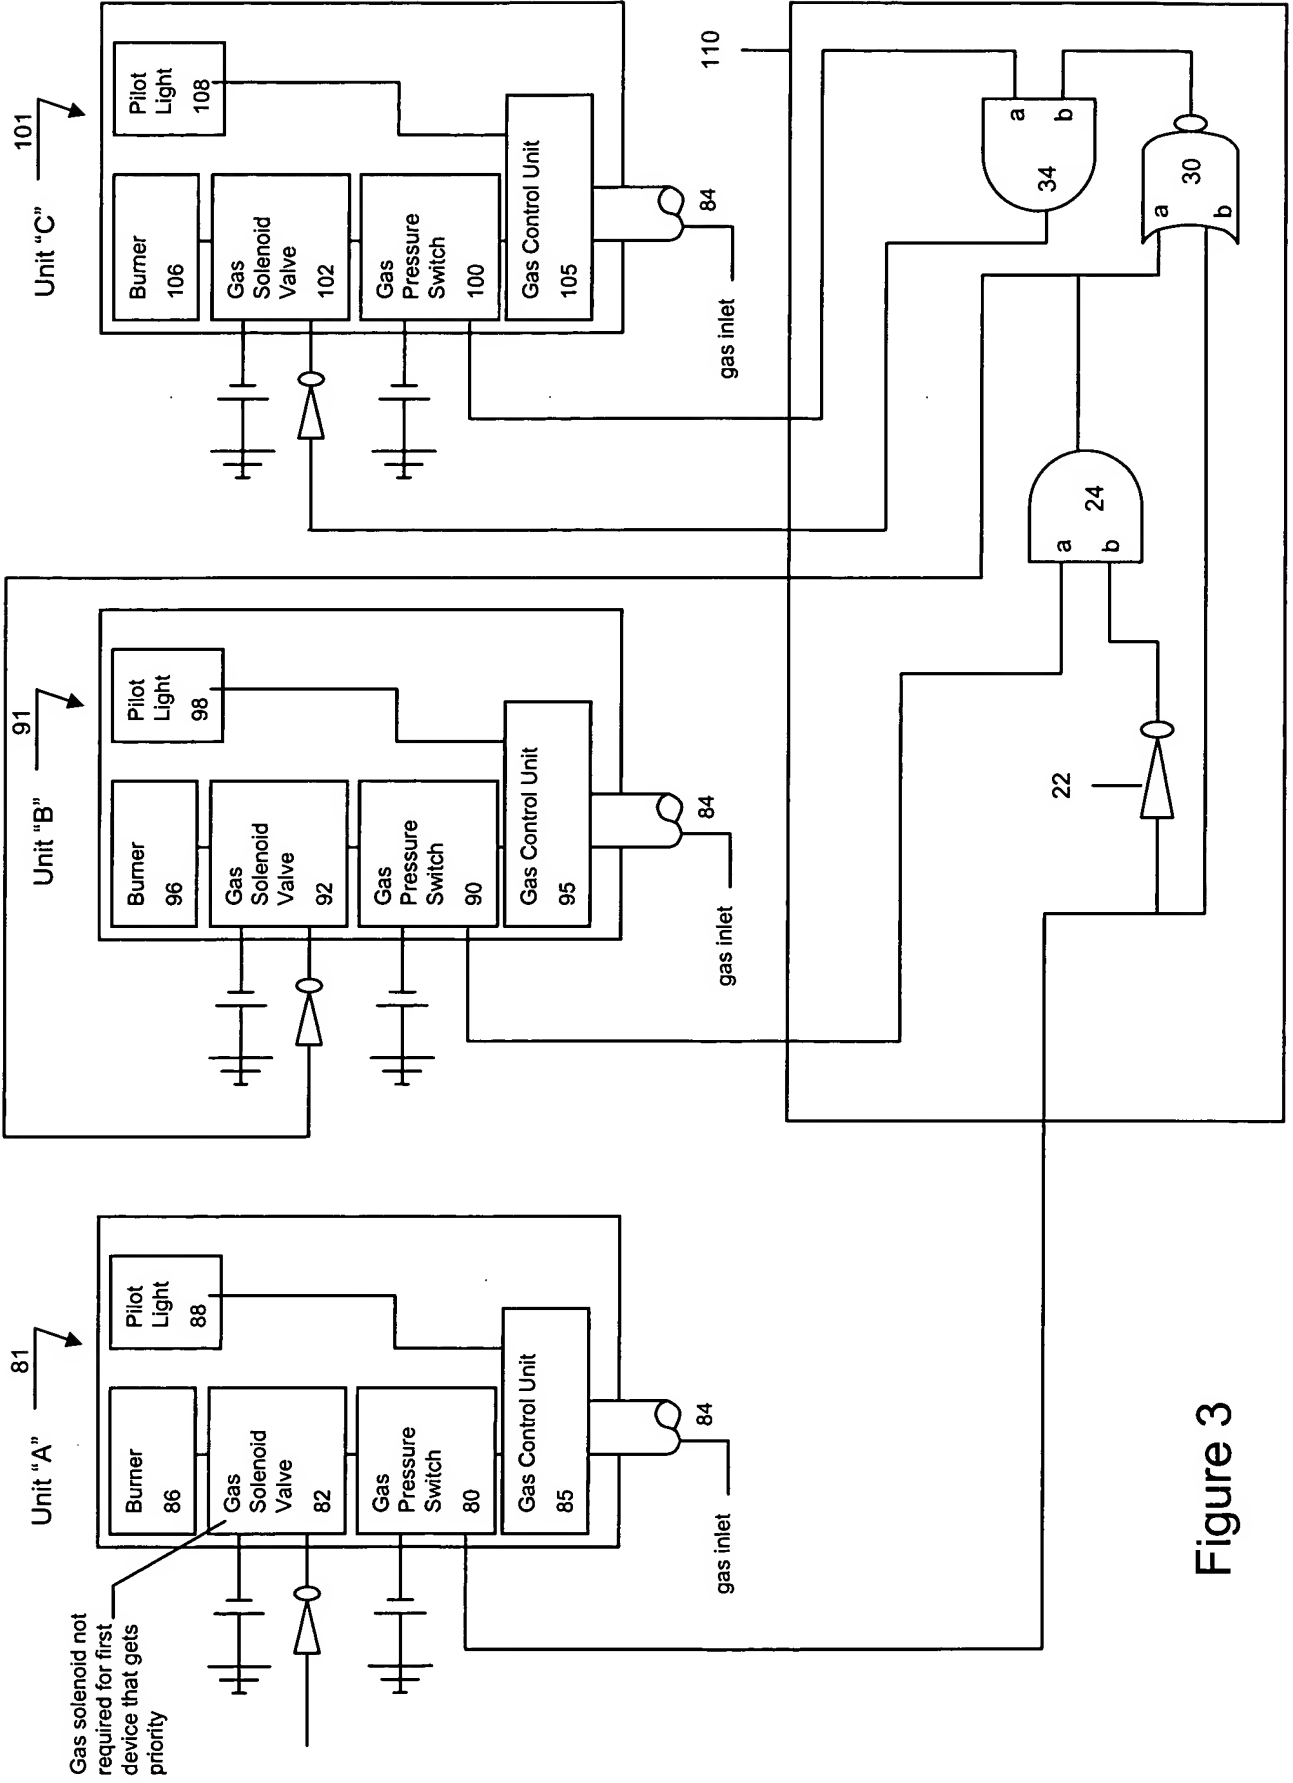 Gas solenoid not
required for first
device that gets
priority
Unit "A"
81
Burner
86
Pilot
Light
88
Gas
Solenoid
Valve
82
Gas
Pressure
Switch
80
Gas Control Unit
85
84
gas inlet
Unit "B"
91
Burner
96
Pilot
Light
98
Gas
Solenoid
Valve
92
Gas
Pressure
Switch
90
Gas Control Unit
95
84
gas inlet
Unit "C"
101
Burner
106
Pilot
Light
108
Gas
Solenoid
Valve
102
Gas
Pressure
Switch
100
Gas Control Unit
105
84
gas inlet
110
22
a
b
24
a
b
34
a
b
30
Figure 3